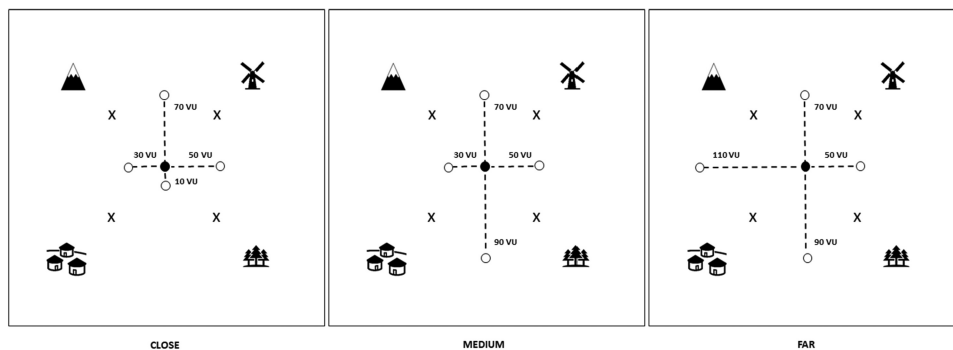 70 VU
X X
30 VU 50 VU
10 VU
X X
CLOSE
70 VU
X X
30 VU 50 VU
X X
90 VU
MEDIUM
70 VU
X X
110 VU 50 VU
X X
90 VU
FAR